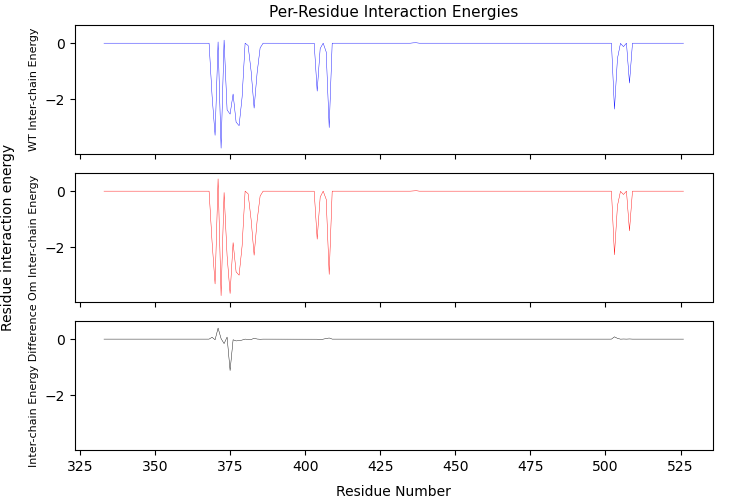 Per-Residue Interaction Energies
Residue interaction energy
WT Inter-chain Energy
0
−2
Om Inter-chain Energy
0
−2
Inter-chain Energy Difference
0
−2
325 350 375 400 425 450 475 500 525
Residue Number